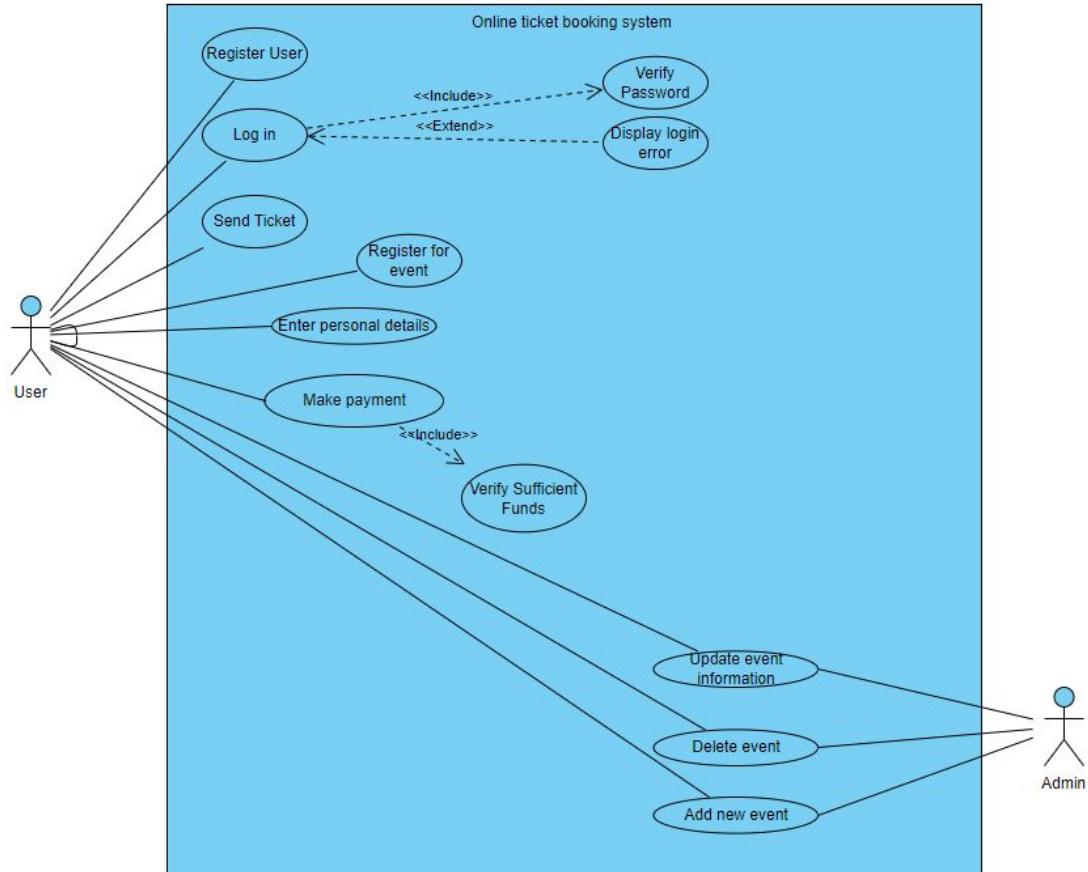 Online ticket booking system
Register User
Verify
Password
<<Include>>
<<Extend>>
Log in
Display login
error
Send Ticket
Register for
event
Enter personal details
User
Make payment
<<Include>>
Verify Sufficient
Funds
Update event
information
Delete event
Admin
Add new event